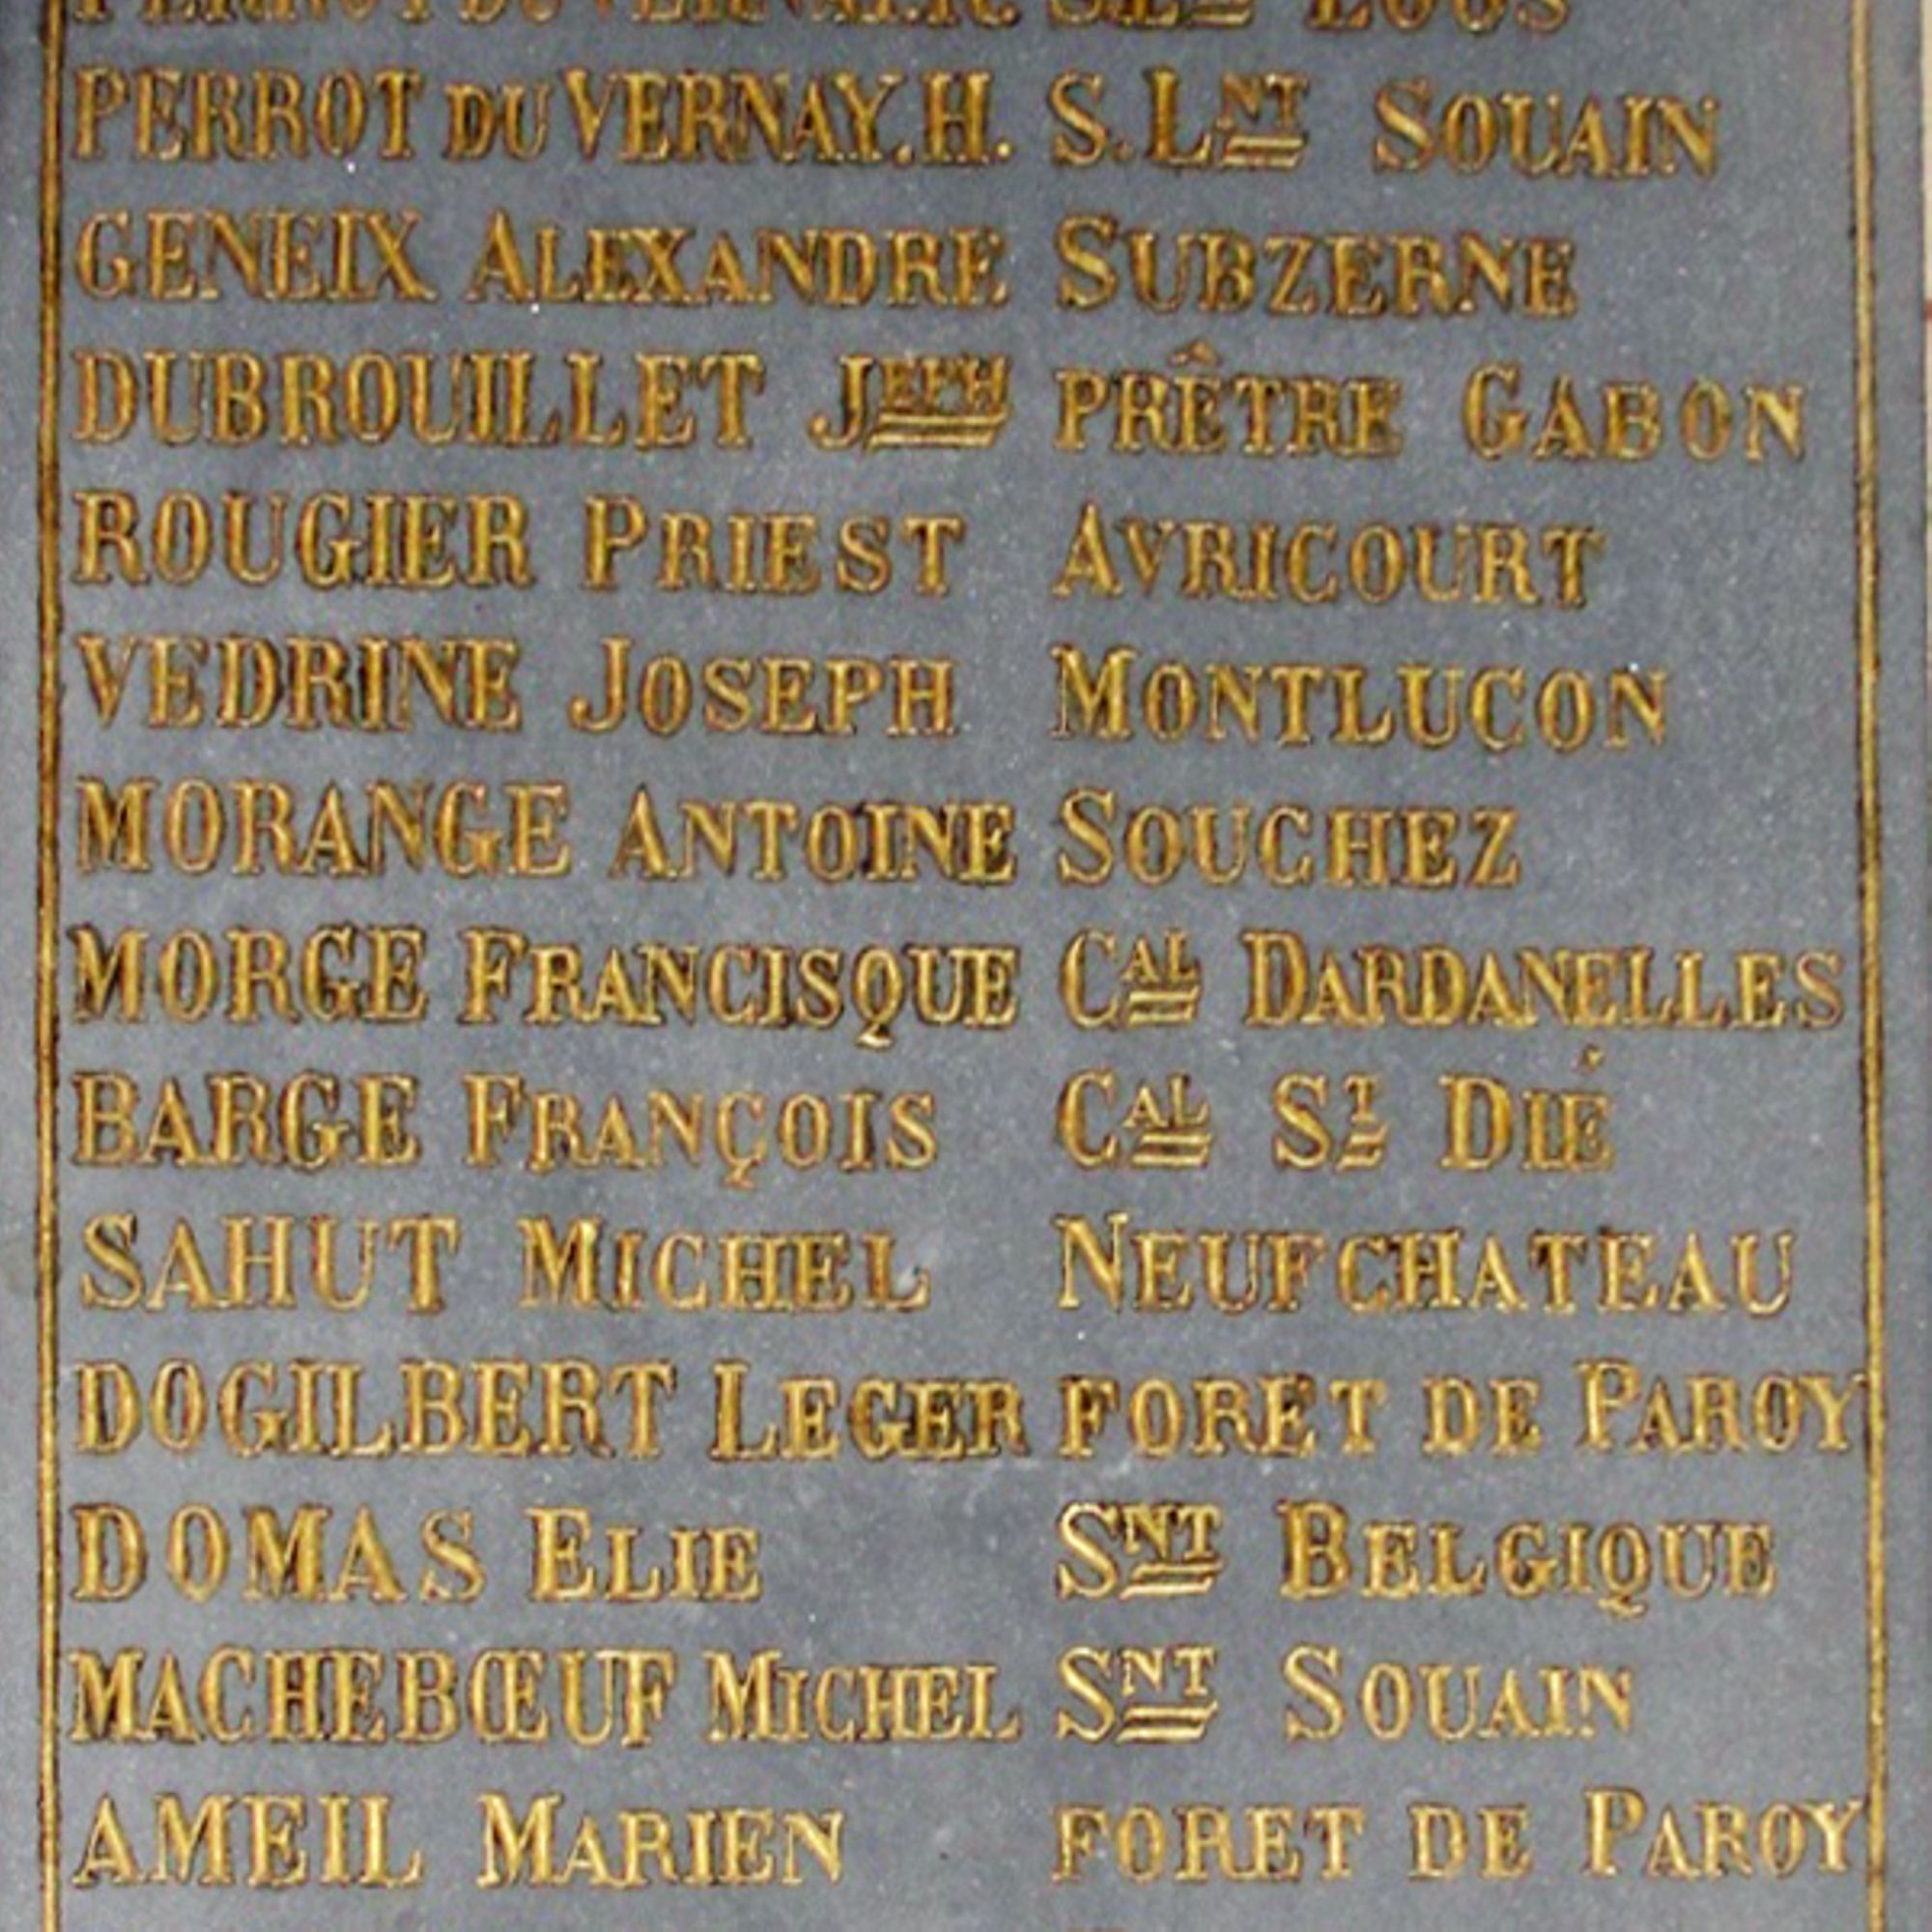 PERROT DU VERNAY.H. S.LNT SOUAIN
GENEIX ALEXANDRE SUBZERNE
DUBROUILLET JEPH PRÊTRE GABON
ROUGIER PRIEST AVRICOURT
VEDRINE JOSEPH MONTLUCON
MORANGE ANTOINE SOUCHEZ
MORGE FRANCISQUE CAL DARDANELLES
BARGE FRANÇOIS CAL ST DIÉ
SAHUT MICHEL NEUFCHATEAU
DOGILBERT LEGER FORET DE PAROY
DOMAS ELIE SNT BELGIQUE
MACHEBŒUF MICHEL SNT SOUAIN
AMEIL MARIEN FORET DE PAROY